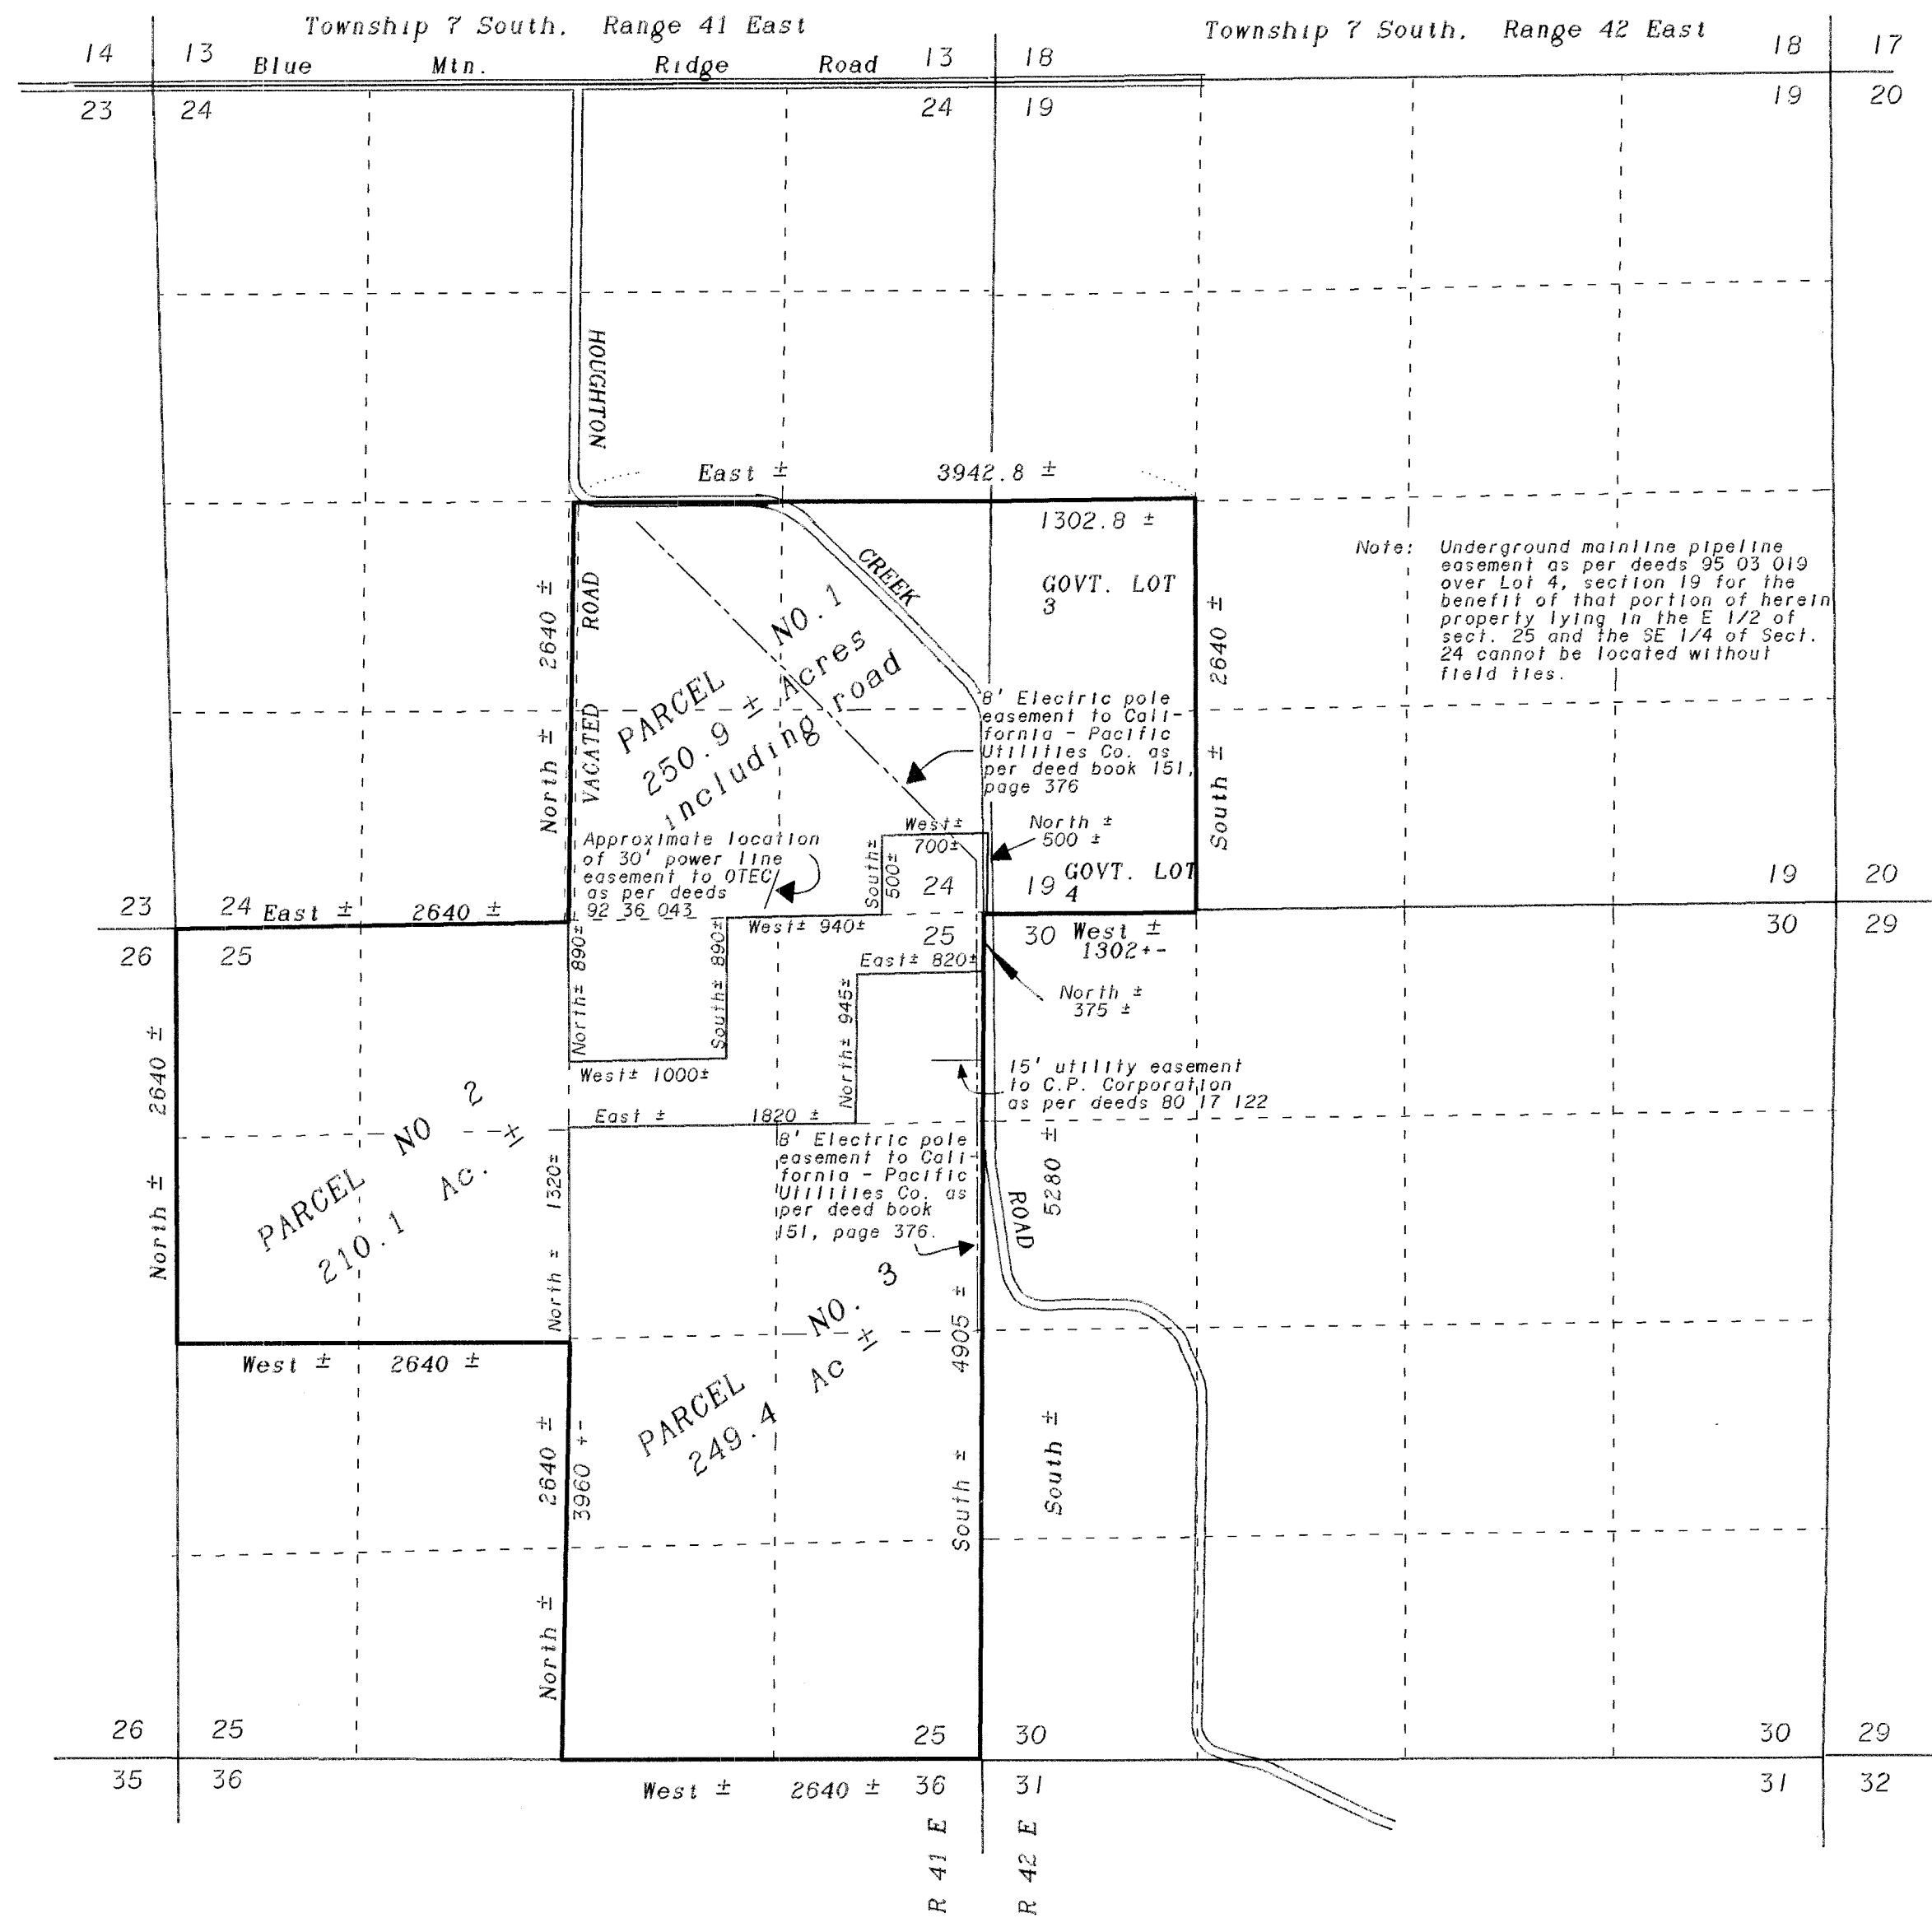 Township 7 South, Range 41 East
Township 7 South, Range 42 East
14 13 13 18 18 17
Blue Mtn. Ridge Road
23 24 24 19 19 20
HOUGHTON
East ± 3942.8 ±
1302.8 ±
CREEK
GOVT. LOT
3
Note: Underground mainline pipeline
easement as per deeds 95 03 019
over Lot 4, section 19 for the
benefit of that portion of herein
property lying in the E 1/2 of
sect. 25 and the SE 1/4 of Sect.
24 cannot be located without
field ties.
North ± 2640 ±
VACATED ROAD
PARCEL NO. 1
250.9 ± Acres
including road
South ± 2640 ±
8' Electric pole
easement to Cali-
fornia - Pacific
Utilities Co. as
per deed book 151,
page 376
Approximate location
of 30' power line
easement to OTEC
as per deeds
92 36 043
West±
700±
South±
500±
North ±
500 ±
24 19 GOVT. LOT
4
19 20
23 24 East ± 2640 ±
West± 940±
25 30 West ±
1302+-
30 29
26 25
North± 890±
South± 890±
East± 820±
North± 945±
North ±
375 ±
North ± 2640 ±
West± 1000±
15' utility easement
to C.P. Corporation
as per deeds 80 17 122
East ± 1820 ±
PARCEL NO 2
210.1 Ac. ±
North ± 1320±
8' Electric pole
easement to Cali-
fornia - Pacific
Utilities Co. as
per deed book
151, page 376.
ROAD
South ± 5280 ±
West ± 2640 ±
PARCEL NO. 3
249.4 Ac ±
South ± 4905 ±
North ± 2640 ±
3960 +-
26 25 25 30 30 29
35 36 West ± 2640 ± 36 31 31 32
R 41 E
R 42 E